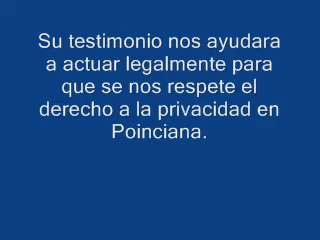 Su testimonio nos ayudara
a actuar legalmente para
que se nos respete el
derecho a la privacidad en
Poinciana.